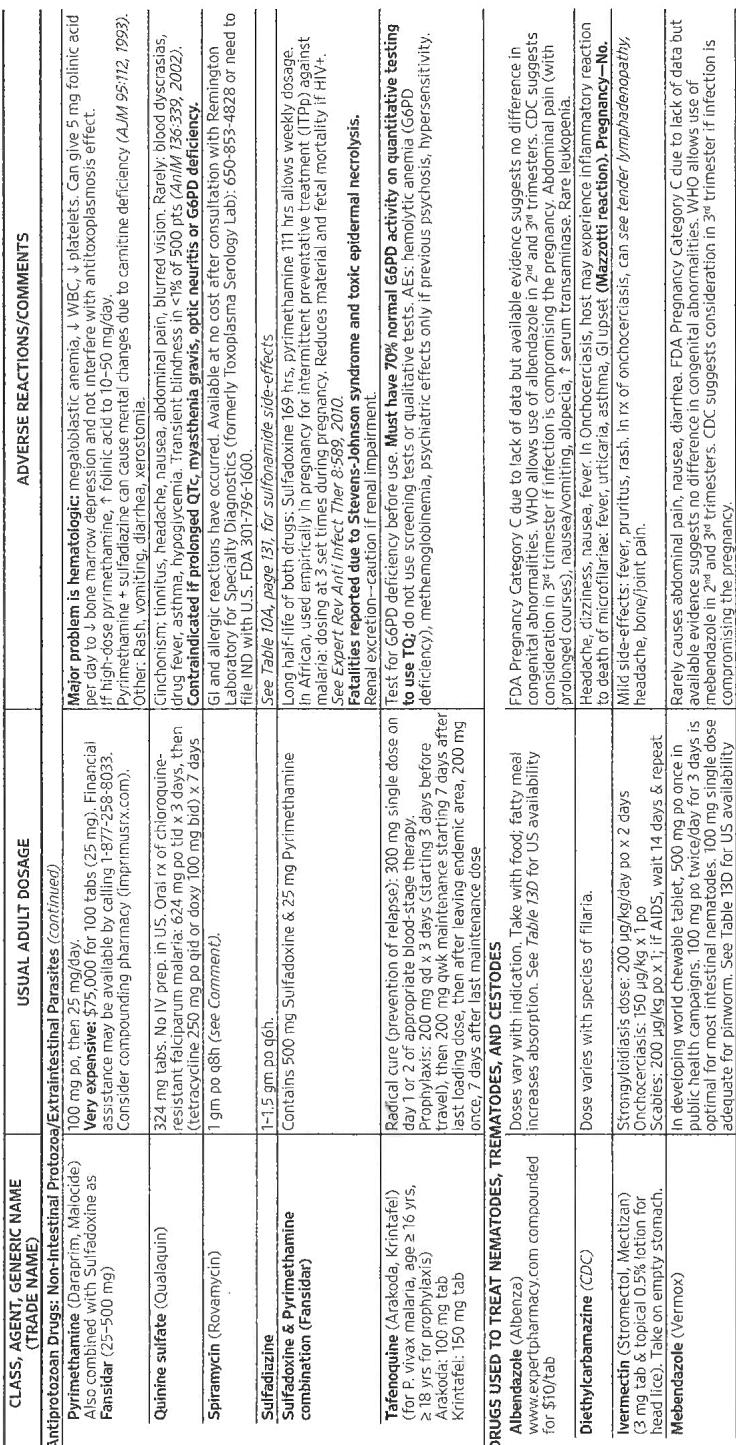 CLASS, AGENT, GENERIC NAME
(TRADE NAME)
USUAL ADULT DOSAGE
ADVERSE REACTIONS/COMMENTS
Antiprotozoan Drugs: Non-Intestinal Protozoa/Extraintestinal Parasites (continued)
Pyrimethamine (Daraprim, Malocide)
Also combined with Sulfadoxine as
Fansidar (25-500 mg)
100 mg po, then 25 mg/day.
Very expensive: $75,000 for 100 tabs (25 mg). Financial
assistance may be available by calling 1-877-258-8033.
Consider compounding pharmacy (imprimusrx.com).
Major problem is hematologic: megaloblastic anemia, ↓ WBC, ↓ platelets. Can give 5 mg folinic acid
per day to ↓ bone marrow depression and not interfere with antitoxoplasmosis effect.
If high-dose pyrimethamine, ↑ folinic acid to 10–50 mg/day.
Pyrimethamine + sulfadiazine can cause mental changes due to carnitine deficiency (AJM 95:112, 1993).
Other: Rash, vomiting, diarrhea, xerostomia.
Quinine sulfate (Qualaquin)
324 mg tabs. No IV prep. in US. Oral rx of chloroquine-
resistant falciparum malaria: 624 mg po tid x 3 days, then
(tetracycline 250 mg po qid or doxy 100 mg bid) x 7 days
Cinchonism: tinnitus, headache, nausea, abdominal pain, blurred vision. Rarely: blood dyscrasias,
drug fever, asthma, hypoglycemia. Transient blindness in <1% of 500 pts (AnIM 136:339, 2002).
Contraindicated if prolonged QTc, myasthenia gravis, optic neuritis or G6PD deficiency.
Spiramycin (Rovamycin)
1 gm po q8h (see Comment).
GI and allergic reactions have occurred. Available at no cost after consultation with Remington
Laboratory for Specialty Diagnostics (formerly Toxoplasma Serology Lab): 650-853-4828 or need to
file IND with U.S. FDA 301-796-1600.
Sulfadiazine
1-1.5 gm po q6h.
See Table 10A, page 131, for sulfonamide side-effects
Sulfadoxine & Pyrimethamine
combination (Fansidar)
Contains 500 mg Sulfadoxine & 25 mg Pyrimethamine
Long half-life of both drugs: Sulfadoxine 169 hrs, pyrimethamine 111 hrs allows weekly dosage.
In African, used empirically in pregnancy for intermittent preventative treatment (ITPp) against
malaria: dosing at 3 set times during pregnancy. Reduces material and fetal mortality if HIV+.
See Expert Rev Anti Infect Ther 8:589, 2010.
Fatalities reported due to Stevens-Johnson syndrome and toxic epidermal necrolysis.
Renal excretion—caution if renal impairment.
Tafenoquine (Arakoda, Krintafel)
(for P. vivax malaria, age ≥ 16 yrs,
≥ 18 yrs for prophylaxis)
Arakoda: 100 mg tab
Krintafel: 150 mg tab
Radical cure (prevention of relapse): 300 mg single dose on
day 1 or 2 of appropriate blood-stage therapy.
Prophylaxis: 200 mg qd x 3 days (starting 3 days before
travel), then 200 mg qwk maintenance starting 7 days after
last loading dose, then after leaving endemic area, 200 mg
once, 7 days after last maintenance dose
Test for G6PD deficiency before use. Must have 70% normal G6PD activity on quantitative testing
to use TQ; do not use screening tests or qualitative tests. AEs: hemolytic anemia (G6PD
deficiency), methemoglobinemia, psychiatric effects only if previous psychosis, hypersensitivity.
DRUGS USED TO TREAT NEMATODES, TREMATODES, AND CESTODES
Albendazole (Albenza)
www.expertpharmacy.com compounded
for $10/tab
Doses vary with indication. Take with food; fatty meal
increases absorption. See Table 13D for US availability
FDA Pregnancy Category C due to lack of data but available evidence suggests no difference in
congenital abnormalities. WHO allows use of albendazole in 2nd and 3rd trimesters. CDC suggests
consideration in 3rd trimester if infection is compromising the pregnancy. Abdominal pain (with
prolonged courses), nausea/vomiting, alopecia, ↑ serum transaminase. Rare leukopenia.
Diethylcarbamazine (CDC)
Dose varies with species of filaria.
Headache, dizziness, nausea, fever. In Onchocerciasis, host may experience inflammatory reaction
to death of microfilariae: fever, urticaria, asthma, GI upset (Mazzotti reaction). Pregnancy—No.
Ivermectin (Stromectol, Mectizan)
(3 mg tab & topical 0.5% lotion for
head lice). Take on empty stomach.
Strongyloidiasis dose: 200 µg/kg/day po x 2 days
Onchocerciasis: 150 µg/kg x 1 po
Scabies: 200 µg/kg po x 1; if AIDS, wait 14 days & repeat
Mild side-effects: fever, pruritus, rash. In rx of onchocerciasis, can see tender lymphadenopathy,
headache, bone/joint pain.
Mebendazole (Vermox)
In developing world chewable tablet, 500 mg po once in
public health campaigns. 100 mg po twice/day for 3 days is
optimal for most intestinal nematodes. 100 mg single dose
adequate for pinworm. See Table 13D for US availability
Rarely causes abdominal pain, nausea, diarrhea. FDA Pregnancy Category C due to lack of data but
available evidence suggests no difference in congenital abnormalities. WHO allows use of
mebendazole in 2nd and 3rd trimesters. CDC suggests consideration in 3rd trimester if infection is
compromising the pregnancy.